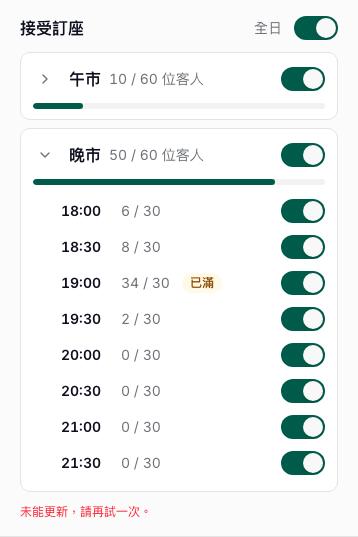 接受訂座 全日
午市 10 / 60 位客人
晚市 50 / 60 位客人
18:00 6 / 30
18:30 8 / 30
19:00 34 / 30 已滿
19:30 2 / 30
20:00 0 / 30
20:30 0 / 30
21:00 0 / 30
21:30 0 / 30
未能更新，請再試一次。